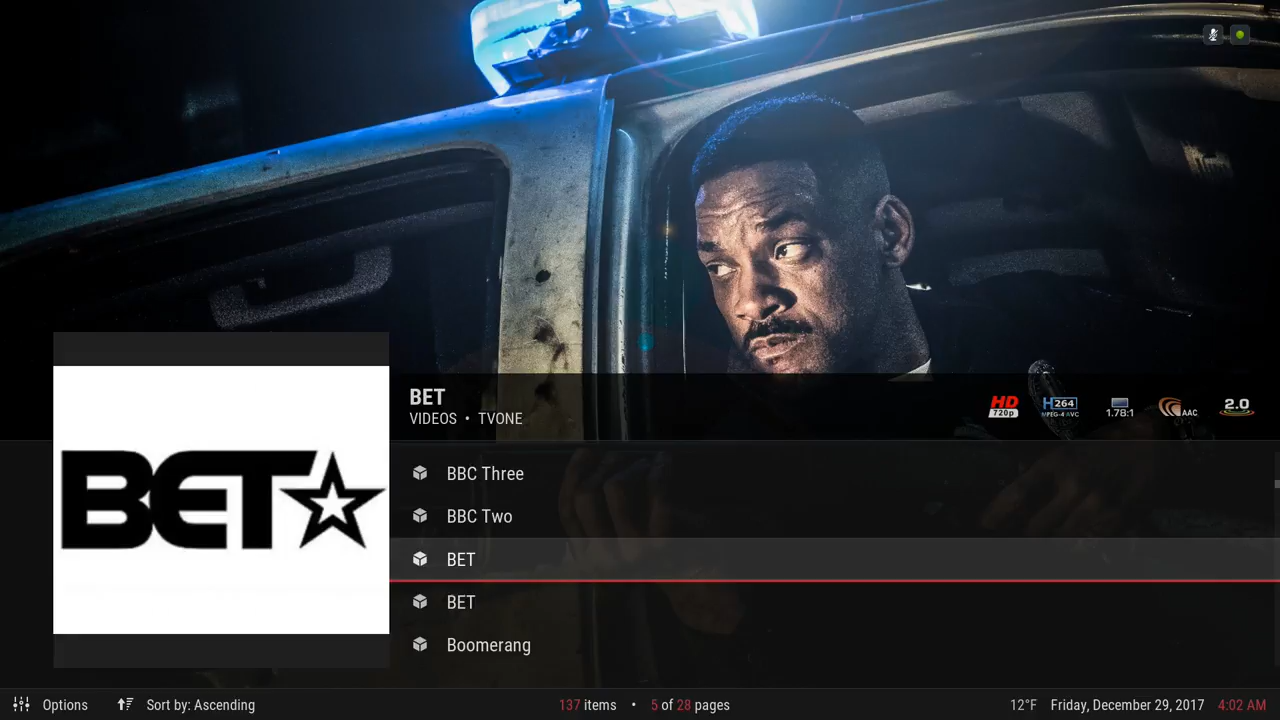 BET
VIDEOS • TVONE
HD 720p
H264 MPEG-4 AVC
1.78:1
AAC
2.0
BET
BBC Three
BBC Two
BET
BET
Boomerang
Options
Sort by: Ascending
137 items • 5 of 28 pages
12°F Friday, December 29, 2017 4:02 AM